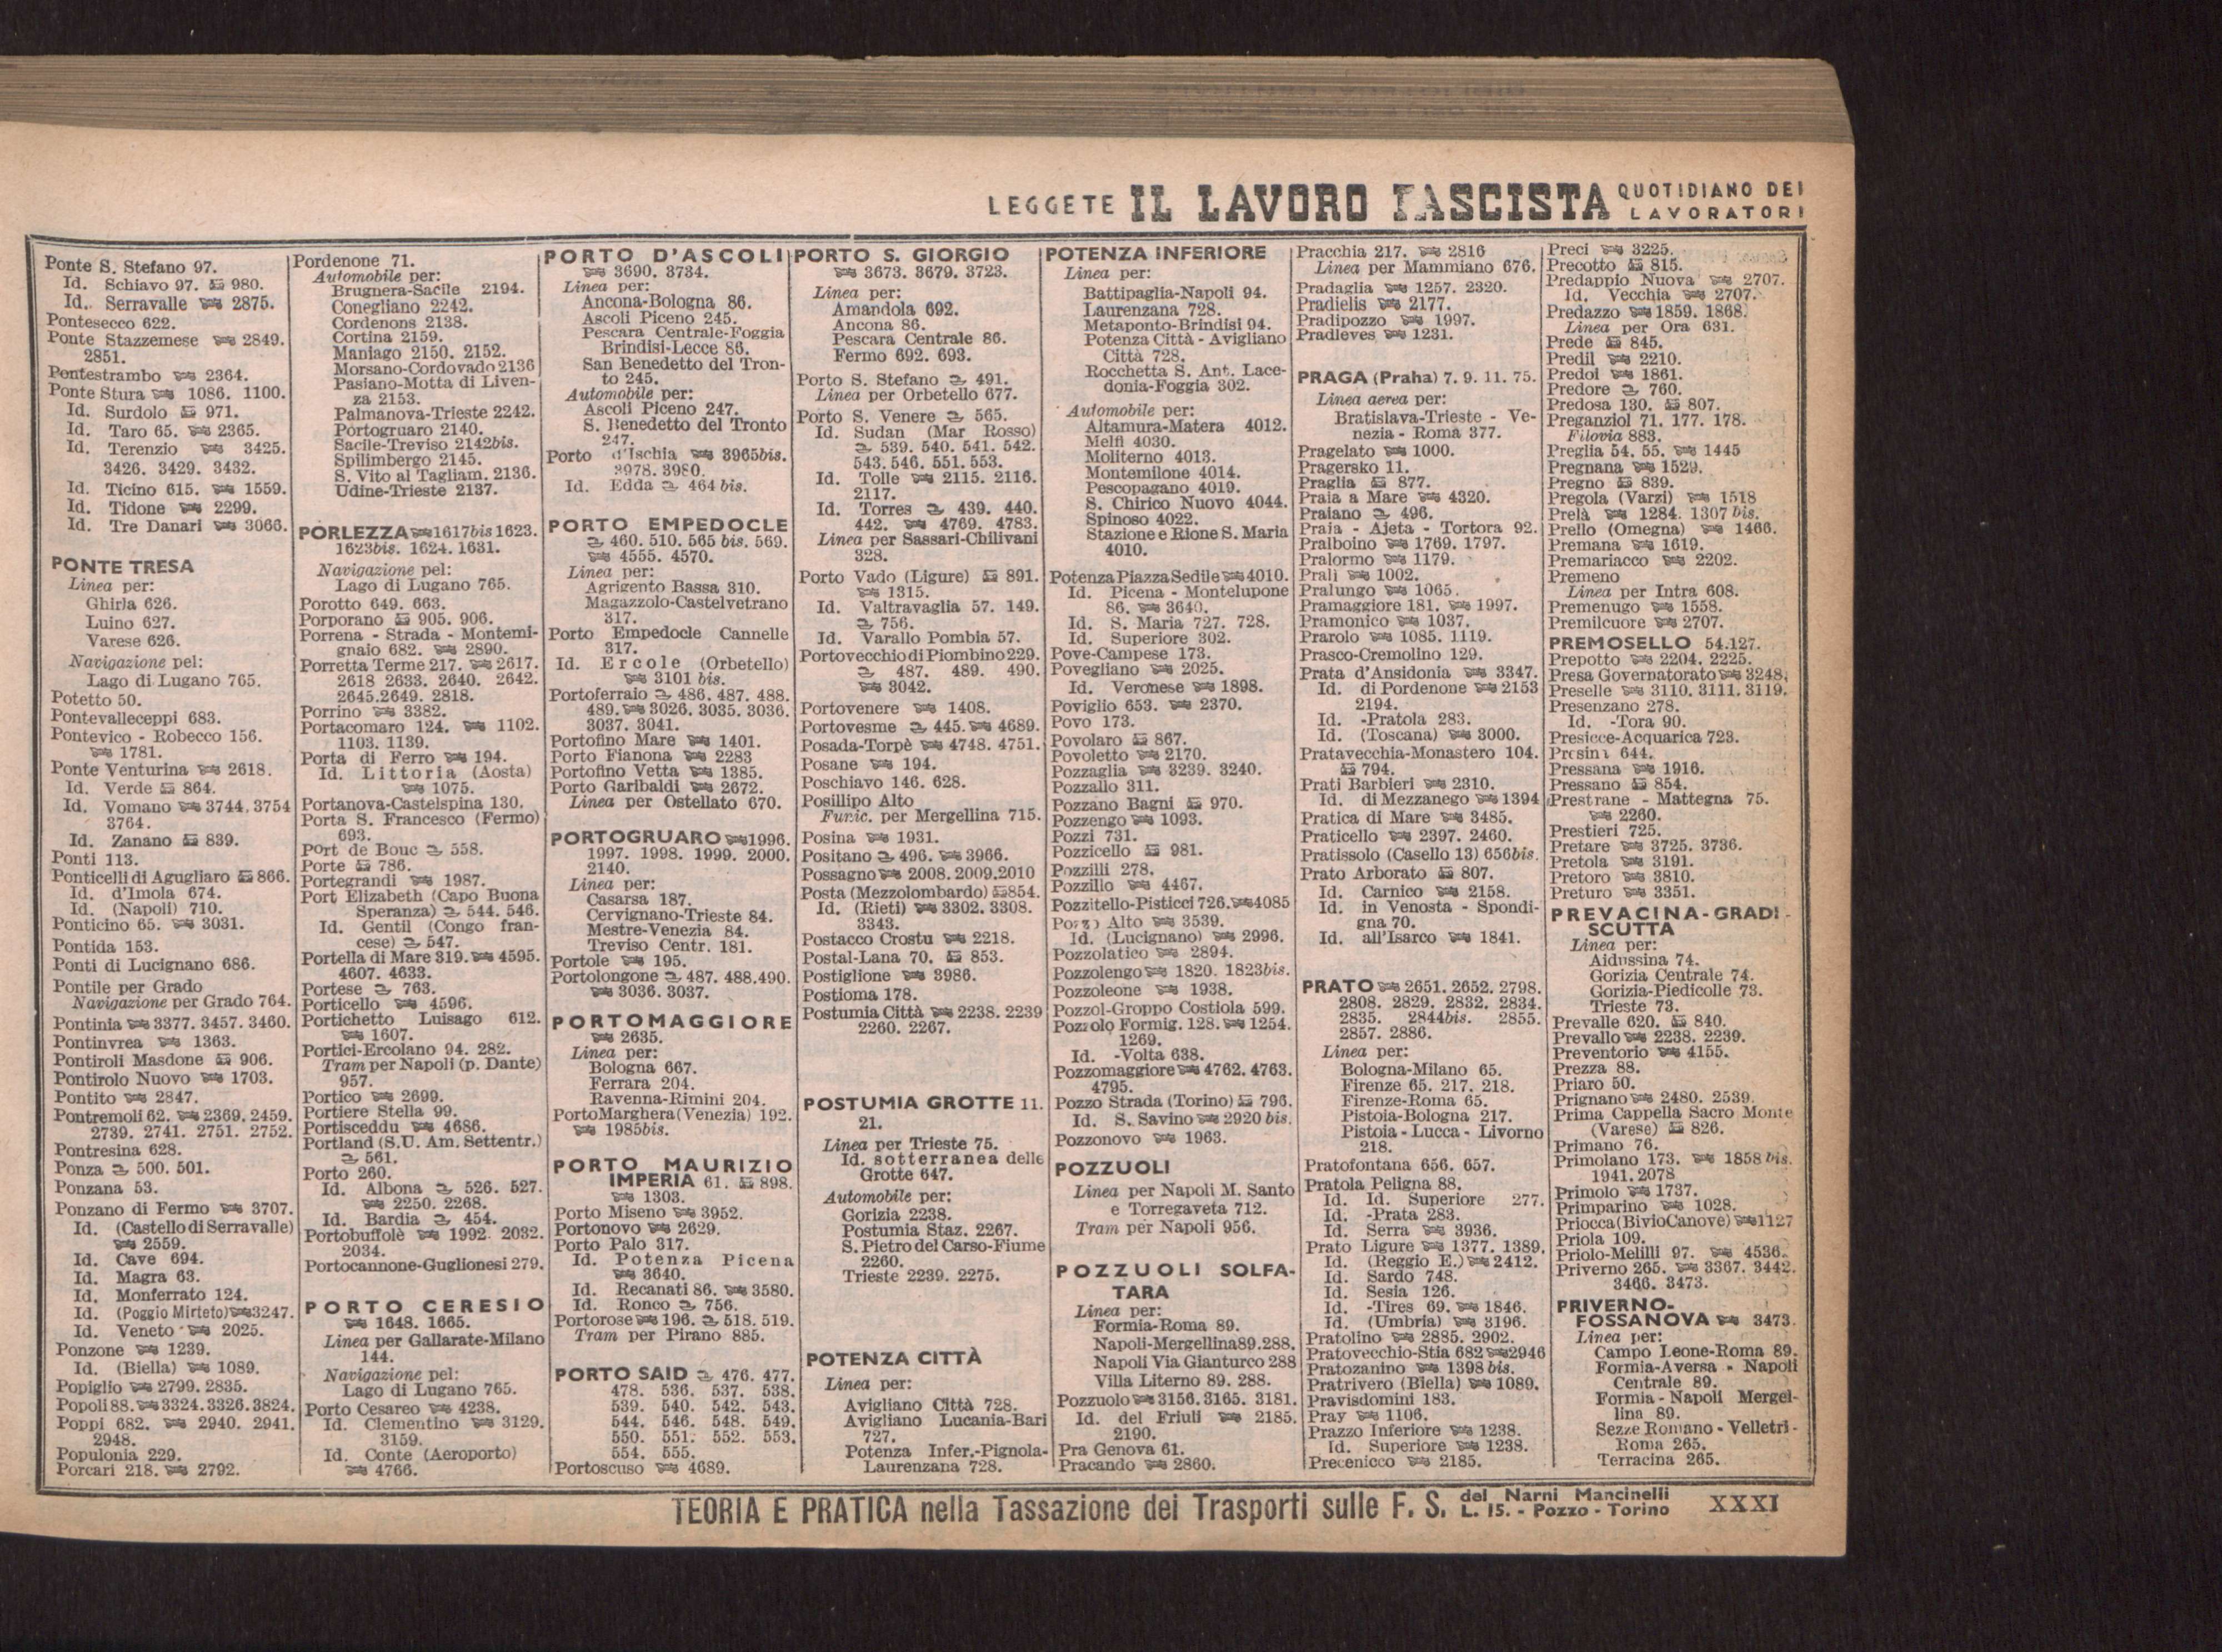 LEGGETE IL LAVORO FASCISTA QUOTIDIANO DEI LAVORATORI
Ponte S. Stefano 97.
Id. Schiavo 97. 980.
Id. Serravalle 2875.
Pontesecco 622.
Ponte Stazzemese 2849.
2851.
Pontestrambo 2364.
Ponte Stura 1086. 1100.
Id. Surdolo 971.
Id. Taro 65. 2365.
Id. Terenzio 3425.
3426. 3429. 3432.
Id. Ticino 615. 1559.
Id. Tidone 2299.
Id. Tre Danari 3066.
PONTE TRESA
Linea per:
Ghirla 626.
Luino 627.
Varese 626.
Navigazione pel:
Lago di Lugano 765.
Potetto 50.
Pontevalleceppi 683.
Pontevico - Robecco 156.
1781.
Ponte Venturina 2618.
Id. Verde 864.
Id. Vomano 3744. 3754
3764.
Id. Zanano 839.
Ponti 113.
Ponticelli di Agugliaro 866.
Id. d'Imola 674.
Id. (Napoli) 710.
Ponticino 65. 3031.
Pontida 153.
Ponti di Lucignano 686.
Pontile per Grado
Navigazione per Grado 764.
Pontinia 3377. 3457. 3460.
Pontinvrea 1363.
Pontiroli Masdone 906.
Pontirolo Nuovo 1703.
Pontito 2847.
Pontremoli 62. 2369. 2459.
2739. 2741. 2751. 2752.
Pontresina 628.
Ponza 500. 501.
Ponzana 53.
Ponzano di Fermo 3707.
Id. (Castello di Serravalle)
2559.
Id. Cave 694.
Id. Magra 63.
Id. Monferrato 124.
Id. (Poggio Mirteto) 3247.
Id. Veneto 2025.
Ponzone 1239.
Id. (Biella) 1089.
Popiglio 2799. 2835.
Popoli 88. 3324. 3326. 3824.
Poppi 682. 2940. 2941.
2948.
Populonia 229.
Porcari 218. 2792.
Pordenone 71.
Automobile per:
Brugnera-Sacile 2194.
Conegliano 2242.
Cordenons 2138.
Cortina 2159.
Maniago 2150. 2152.
Morsano-Cordovado 2136
Pasiano-Motta di Liven-
za 2153.
Palmanova-Trieste 2242.
Portogruaro 2140.
Sacile-Treviso 2142bis.
Spilimbergo 2145.
S. Vito al Tagliam. 2136.
Udine-Trieste 2137.
PORLEZZA 1617bis 1623.
1623bis. 1624. 1631.
Navigazione pel:
Lago di Lugano 765.
Porotto 649. 663.
Porporano 905. 906.
Porrena - Strada - Montemi-
gnaio 682. 2890.
Porretta Terme 217. 2617.
2618 2633. 2640. 2642.
2645. 2649. 2818.
Porrino 3382.
Portacomaro 124. 1102.
1103. 1139.
Porta di Ferro 194.
Id. Littoria (Aosta)
1075.
Portanova-Castelspina 130.
Porta S. Francesco (Fermo)
693.
Port de Bouc 558.
Porte 786.
Portegrandi 1987.
Port Elizabeth (Capo Buona
Speranza) 544. 546.
Id. Gentil (Congo fran-
cese) 547.
Portella di Mare 319. 4595.
4607. 4633.
Portese 763.
Porticello 4596.
Portichetto Luisago 612.
1607.
Portici-Ercolano 94. 282.
Tram per Napoli (p. Dante)
957.
Portico 2699.
Portiere Stella 99.
Portisceddu 4686.
Portland (S.U. Am. Settentr.)
561.
Porto 260.
Id. Albona 526. 527.
2250. 2268.
Id. Bardia 454.
Portobuffolè 1992. 2032.
2034.
Portocannone-Guglionesi 279.
PORTO CERESIO
1648. 1665.
Linea per Gallarate-Milano
144.
Navigazione pel:
Lago di Lugano 765.
Porto Cesareo 4238.
Id. Clementino 3129.
3159.
Id. Conte (Aeroporto)
4766.
PORTO D'ASCOLI
3690. 3734.
Linea per:
Ancona-Bologna 86.
Ascoli Piceno 245.
Pescara Centrale-Foggia
Brindisi-Lecce 86.
San Benedetto del Tron-
to 245.
Automobile per:
Ascoli Piceno 247.
S. Benedetto del Tronto
247.
Porto d'Ischia 3965bis.
3978. 3980.
Id. Edda 464 bis.
PORTO EMPEDOCLE
460. 510. 565 bis. 569.
4555. 4570.
Linea per:
Agrigento Bassa 310.
Magazzolo-Castelvetrano
317.
Porto Empedocle Cannelle
317.
Id. Ercole (Orbetello)
3101 bis.
Portoferraio 486. 487. 488.
489. 3026. 3035. 3036.
3037. 3041.
Portofino Mare 1401.
Porto Fianona 2283
Portofino Vetta 1385.
Porto Garibaldi 2672.
Linea per Ostellato 670.
PORTOGRUARO 1996.
1997. 1998. 1999. 2000.
2140.
Linea per:
Casarsa 187.
Cervignano-Trieste 84.
Mestre-Venezia 84.
Treviso Centr. 181.
Portole 195.
Portolongone 487. 488. 490.
3036. 3037.
PORTOMAGGIORE
2635.
Linea per:
Bologna 667.
Ferrara 204.
Ravenna-Rimini 204.
Porto Marghera (Venezia) 192.
1985bis.
PORTO MAURIZIO
IMPERIA 61. 898.
1303.
Porto Miseno 3952.
Portonovo 2629.
Porto Palo 317.
Id. Potenza Picena
3640.
Id. Recanati 86. 3580.
Id. Ronco 756.
Portorose 196. 518. 519.
Tram per Pirano 885.
PORTO SAID 476. 477.
478. 536. 537. 538.
539. 540. 542. 543.
544. 546. 548. 549.
550. 551. 552. 553.
554. 555.
Portoscuso 4689.
PORTO S. GIORGIO
3673. 3679. 3723.
Linea per:
Amandola 692.
Ancona 86.
Pescara Centrale 86.
Fermo 692. 693.
Porto S. Stefano 491.
Linea per Orbetello 677.
Porto S. Venere 565.
Id. Sudan (Mar Rosso)
539. 540. 541. 542.
543. 546. 551. 553.
Id. Tolle 2115. 2116.
2117.
Id. Torres 439. 440.
442. 4769. 4783.
Linea per Sassari-Chilivani
328.
Porto Vado (Ligure) 891.
1315.
Id. Valtravaglia 57. 149.
756.
Id. Varallo Pombia 57.
Portovecchio di Piombino 229.
487. 489. 490.
3042.
Portovenere 1408.
Portovesme 445. 4689.
Posada-Torpè 4748. 4751.
Posane 194.
Poschiavo 146. 628.
Posillipo Alto
Funic. per Mergellina 715.
Posina 1931.
Positano 496. 3966.
Possagno 2008. 2009. 2010
Posta (Mezzolombardo) 854.
Id. (Rieti) 3302. 3308.
3343.
Postacco Crostu 2218.
Postal-Lana 70. 853.
Postiglione 3986.
Postioma 178.
Postumia Città 2238. 2239
2260. 2267.
POSTUMIA GROTTE 11.
21.
Linea per Trieste 75.
Id. sotterranea delle
Grotte 647.
Automobile per:
Gorizia 2238.
Postumia Staz. 2267.
S. Pietro del Carso-Fiume
2260.
Trieste 2239. 2275.
POTENZA CITTÀ
Linea per:
Avigliano Città 728.
Avigliano Lucania-Bari
727.
Potenza Infer.-Pignola-
Laurenzana 728.
POTENZA INFERIORE
Linea per:
Battipaglia-Napoli 94.
Laurenzana 728.
Metaponto-Brindisi 94.
Potenza Città - Avigliano
Città 728.
Rocchetta S. Ant. Lace-
donia-Foggia 302.
Automobile per:
Altamura-Matera 4012.
Melfi 4030.
Moliterno 4013.
Montemilone 4014.
Pescopagano 4019.
S. Chirico Nuovo 4044.
Spinoso 4022.
Stazione e Rione S. Maria
4010.
Potenza Piazza Sedile 4010.
Id. Picena - Montelupone
86. 3640.
Id. S. Maria 727. 728.
Id. Superiore 302.
Pove-Campese 173.
Povegliano 2025.
Id. Veronese 1898.
Poviglio 653. 2370.
Povo 173.
Povolaro 867.
Povoletto 2170.
Pozzaglia 3239. 3240.
Pozzallo 311.
Pozzano Bagni 970.
Pozzengo 1093.
Pozzi 731.
Pozzicello 981.
Pozzilli 278.
Pozzillo 4467.
Pozzitello-Pisticci 726. 4085
Pozzo Alto 3539.
Id. (Lucignano) 2996.
Pozzolatico 2894.
Pozzolengo 1820. 1823bis.
Pozzoleone 1938.
Pozzol-Groppo Costiola 599.
Pozzolo Formig. 128. 1254.
1269.
Id. -Volta 638.
Pozzomaggiore 4762. 4763.
4795.
Pozzo Strada (Torino) 796.
Id. S. Savino 2920 bis.
Pozzonovo 1963.
POZZUOLI
Linea per Napoli M. Santo
e Torregaveta 712.
Tram per Napoli 956.
POZZUOLI SOLFA-
TARA
Linea per:
Formia-Roma 89.
Napoli-Mergellina 89. 288.
Napoli Via Gianturco 288
Villa Literno 89. 288.
Pozzuolo 3156. 3165. 3181.
Id. del Friuli 2185.
2190.
Pra Genova 61.
Pracando 2860.
Pracchia 217. 2816
Linea per Mammiano 676.
Pradaglia 1257. 2320.
Pradielis 2177.
Pradipozzo 1997.
Pradleves 1231.
PRAGA (Praha) 7. 9. 11. 75.
Linea aerea per:
Bratislava-Trieste - Ve-
nezia - Roma 377.
Pragelato 1000.
Pragersko 11.
Praglia 877.
Praia a Mare 4320.
Praiano 496.
Praia - Ajeta - Tortora 92.
Pralboino 1769. 1797.
Pralormo 1179.
Prali 1002.
Pralungo 1065.
Pramaggiore 181. 1997.
Pramonico 1037.
Prarolo 1085. 1119.
Prasco-Cremolino 129.
Prata d'Ansidonia 3347.
Id. di Pordenone 2153
2194.
Id. -Pratola 283.
Id. (Toscana) 3000.
Pratavecchia-Monastero 104.
794.
Prati Barbieri 2310.
Id. di Mezzanego 1394
Pratica di Mare 3485.
Praticello 2397. 2460.
Pratissolo (Casello 13) 656bis.
Prato Arborato 807.
Id. Carnico 2158.
Id. in Venosta - Spondi-
gna 70.
Id. all'Isarco 1841.
PRATO 2651. 2652. 2798.
2808. 2829. 2832. 2834.
2835. 2844bis. 2855.
2857. 2886.
Linea per:
Bologna-Milano 65.
Firenze 65. 217. 218.
Firenze-Roma 65.
Pistoia-Bologna 217.
Pistoia - Lucca - Livorno
218.
Pratofontana 656. 657.
Pratola Peligna 88.
Id. Id. Superiore 277.
Id. -Prata 283.
Id. Serra 3936.
Prato Ligure 1377. 1389.
Id. (Reggio E.) 2412.
Id. Sardo 748.
Id. Sesia 126.
Id. -Tires 69. 1846.
Id. (Umbria) 3196.
Pratolino 2885. 2902.
Pratovecchio-Stia 682 2946
Pratozanino 1398 bis.
Pratrivero (Biella) 1089.
Pravisdomini 183.
Pray 1106.
Prazzo Inferiore 1238.
Id. Superiore 1238.
Precenicco 2185.
Preci 3225.
Precotto 815.
Predappio Nuova 2707.
Id. Vecchia 2707.
Predazzo 1859. 1868.
Linea per Ora 631.
Prede 845.
Predil 2210.
Predoi 1861.
Predore 760.
Predosa 130. 807.
Preganziol 71. 177. 178.
Filovia 883.
Preglia 54. 55. 1445
Pregnana 1529.
Pregno 839.
Pregola (Varzi) 1518
Prelà 1284. 1307 bis.
Prello (Omegna) 1466.
Premana 1619.
Premariacco 2202.
Premeno
Linea per Intra 608.
Premenugo 1558.
Premilcuore 2707.
PREMOSELLO 54. 127.
Prepotto 2204. 2225.
Presa Governatorato 3248.
Preselle 3110. 3111. 3119.
Presenzano 278.
Id. -Tora 90.
Presicce-Acquarica 723.
644.
Pressana 1916.
Pressano 854.
Prestrane - Mattegna 75.
2260.
Prestieri 725.
Pretare 3725. 3736.
Pretola 3191.
Pretoro 3810.
Preturo 3351.
PREVACINA-GRADI-
SCUTTA
Linea per:
Aidussina 74.
Gorizia Centrale 74.
Gorizia-Piedicolle 73.
Trieste 73.
Prevalle 620. 840.
Prevallo 2238. 2239.
Preventorio 4155.
Prezza 88.
Priaro 50.
Prignano 2480. 2539.
Prima Cappella Sacro Monte
(Varese) 826.
Primano 76.
Primolano 173. 1858 bis.
1941. 2078
Primolo 1737.
Primparino 1028.
Priocca (Bivio Canove) 1127
Priola 109.
Priolo-Melilli 97. 4536.
Priverno 265. 3367. 3442.
3466. 3473.
PRIVERNO-
FOSSANOVA 3473.
Linea per:
Campo Leone-Roma 89.
Formia-Aversa - Napoli
Centrale 89.
Formia - Napoli Mergel-
lina 89.
Sezze Romano - Velletri -
Roma 265.
Terracina 265.
TEORIA E PRATICA nella Tassazione dei Trasporti sulle F. S. del Narni Mancinelli L. 15. - Pozzo - Torino
XXXI